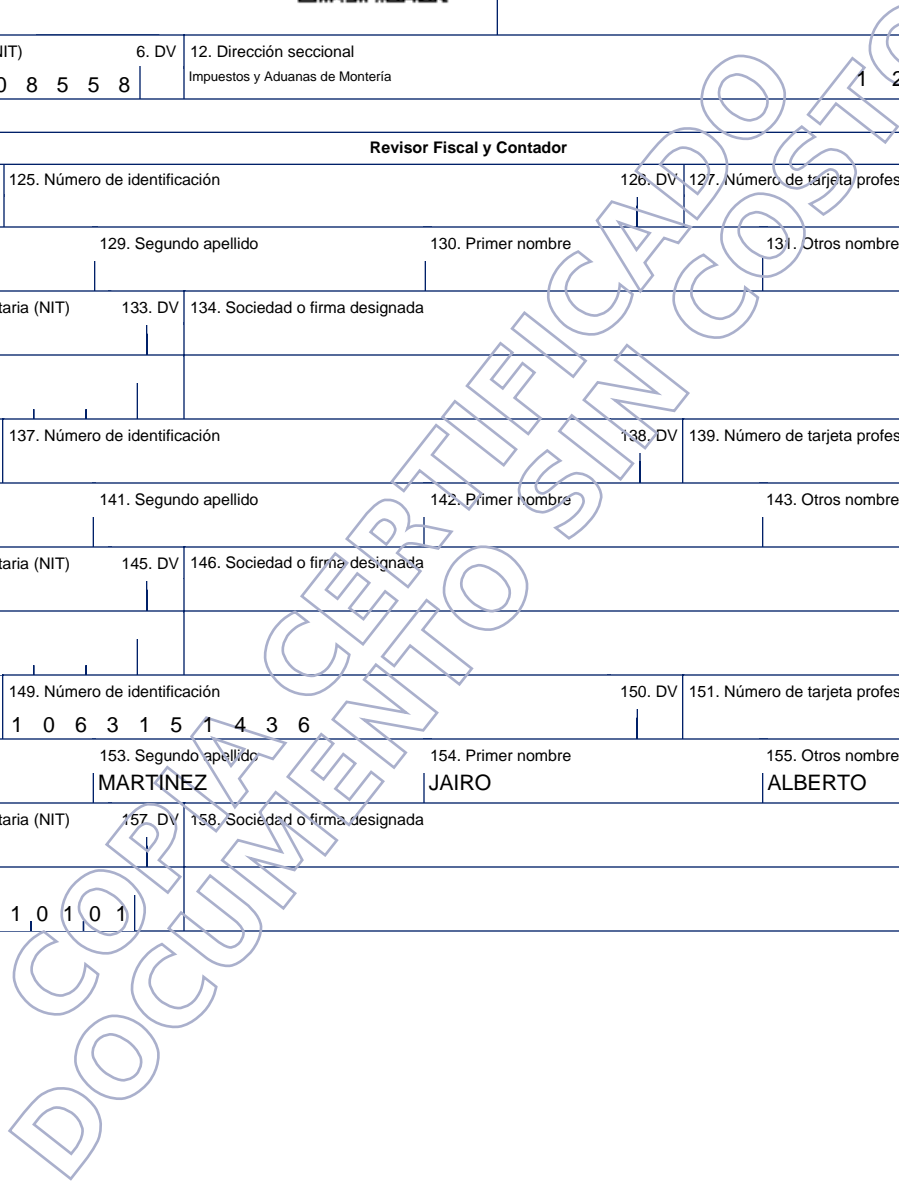 NIT) 6. DV 12. Dirección seccional
0 8 5 5 8 Impuestos y Aduanas de Montería 1 2
Revisor Fiscal y Contador
125. Número de identificación 126. DV 127. Número de tarjeta profes
129. Segundo apellido 130. Primer nombre 131. Otros nombre
taria (NIT) 133. DV 134. Sociedad o firma designada
137. Número de identificación 138. DV 139. Número de tarjeta profes
141. Segundo apellido 142. Primer nombre 143. Otros nombre
taria (NIT) 145. DV 146. Sociedad o firma designada
149. Número de identificación 150. DV 151. Número de tarjeta profes
1 0 6 3 1 5 1 4 3 6
153. Segundo apellido 154. Primer nombre 155. Otros nombre
MARTINEZ JAIRO ALBERTO
taria (NIT) 157. DV 158. Sociedad o firma designada
1 0 1 0 1
COPIA CERTIFICADO
DOCUMENTO SIN COSTO